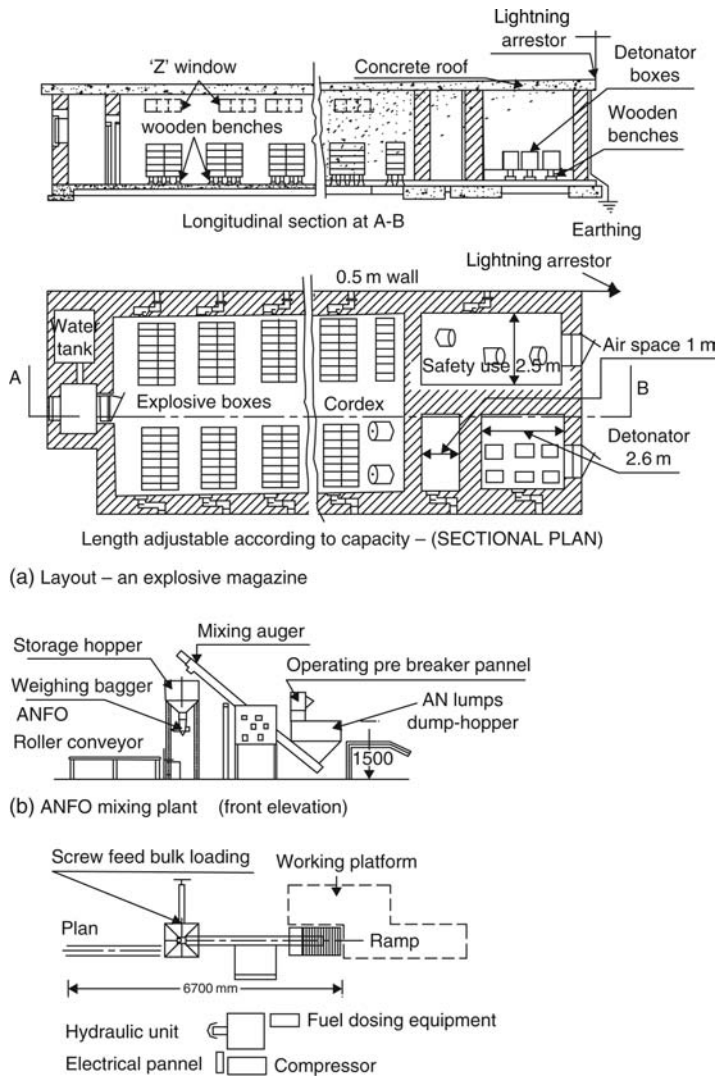 Lightning
arrestor
'Z' window
Concrete roof
Detonator
boxes
wooden benches
Wooden
benches
Longitudinal section at A-B
Earthing
Lightning arrestor
0.5 m wall
Water
tank
Air space 1 m
Safety use 2.9 m
A
B
Explosive boxes
Cordex
Detonator
2.6 m
Length adjustable according to capacity – (SECTIONAL PLAN)
(a) Layout – an explosive magazine
Mixing auger
Storage hopper
Operating pre breaker pannel
Weighing bagger
AN lumps
dump-hopper
ANFO
Roller conveyor
1500
(b) ANFO mixing plant (front elevation)
Screw feed bulk loading
Working platform
Plan
Ramp
6700 mm
Hydraulic unit
Fuel dosing equipment
Electrical pannel
Compressor